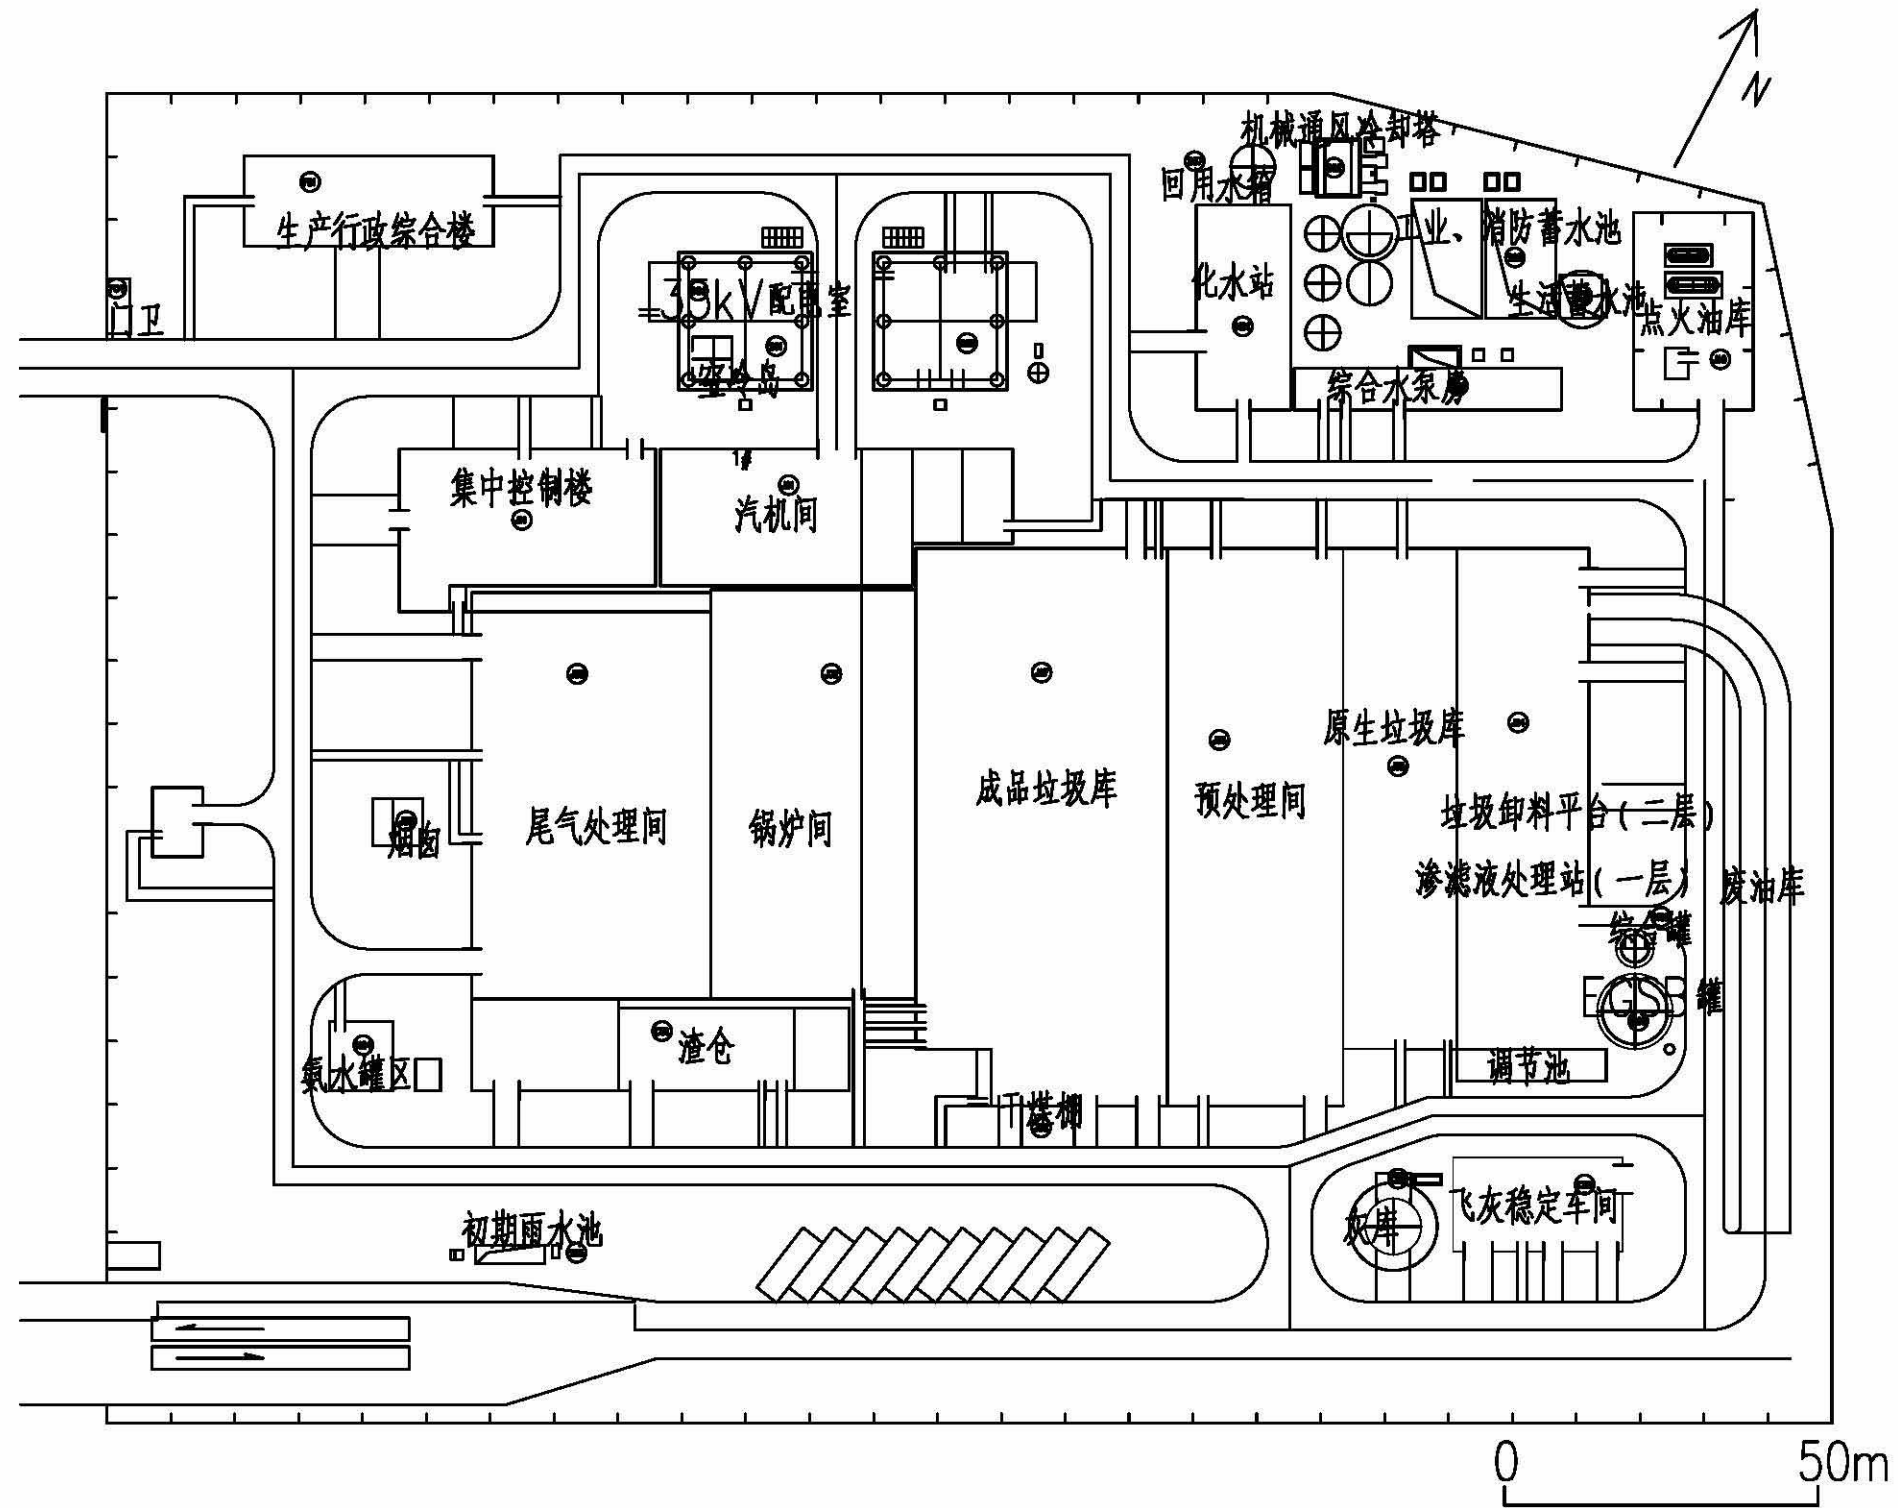 N
机械通风冷却塔
回用水箱
生产行政综合楼
工业、消防蓄水池
化水站
门卫
35kV配电室
生活蓄水池
点火油库
空冷岛
综合水泵房
1#
集中控制楼
汽机间
原生垃圾库
成品垃圾库
预处理间
垃圾卸料平台(二层)
尾气处理间
锅炉间
烟囱
渗滤液处理站(一层)
废油库
综合罐
EGSB罐
渣仓
氨水罐区
调节池
干煤棚
初期雨水池
灰库
飞灰稳定车间
0
50m